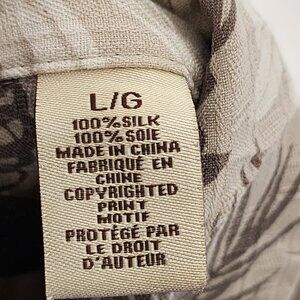 L/G
100% SILK
100% SOIE
MADE IN CHINA
FABRIQUÉ EN
CHINE
COPYRIGHTED
PRINT
MOTIF
PROTÉGÉ PAR
LE DROIT
D'AUTEUR